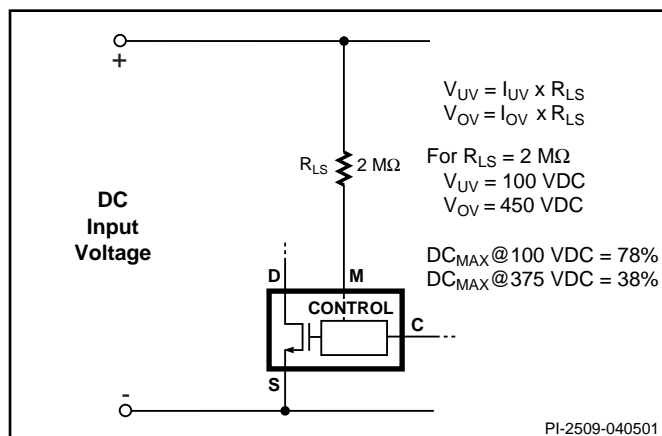 +
V_UV = I_UV x R_LS
V_OV = I_OV x R_LS
R_LS 2 MΩ
For R_LS = 2 MΩ
V_UV = 100 VDC
V_OV = 450 VDC
DC
Input
Voltage
DC_MAX@100 VDC = 78%
DC_MAX@375 VDC = 38%
D
M
CONTROL
C
S
-
PI-2509-040501